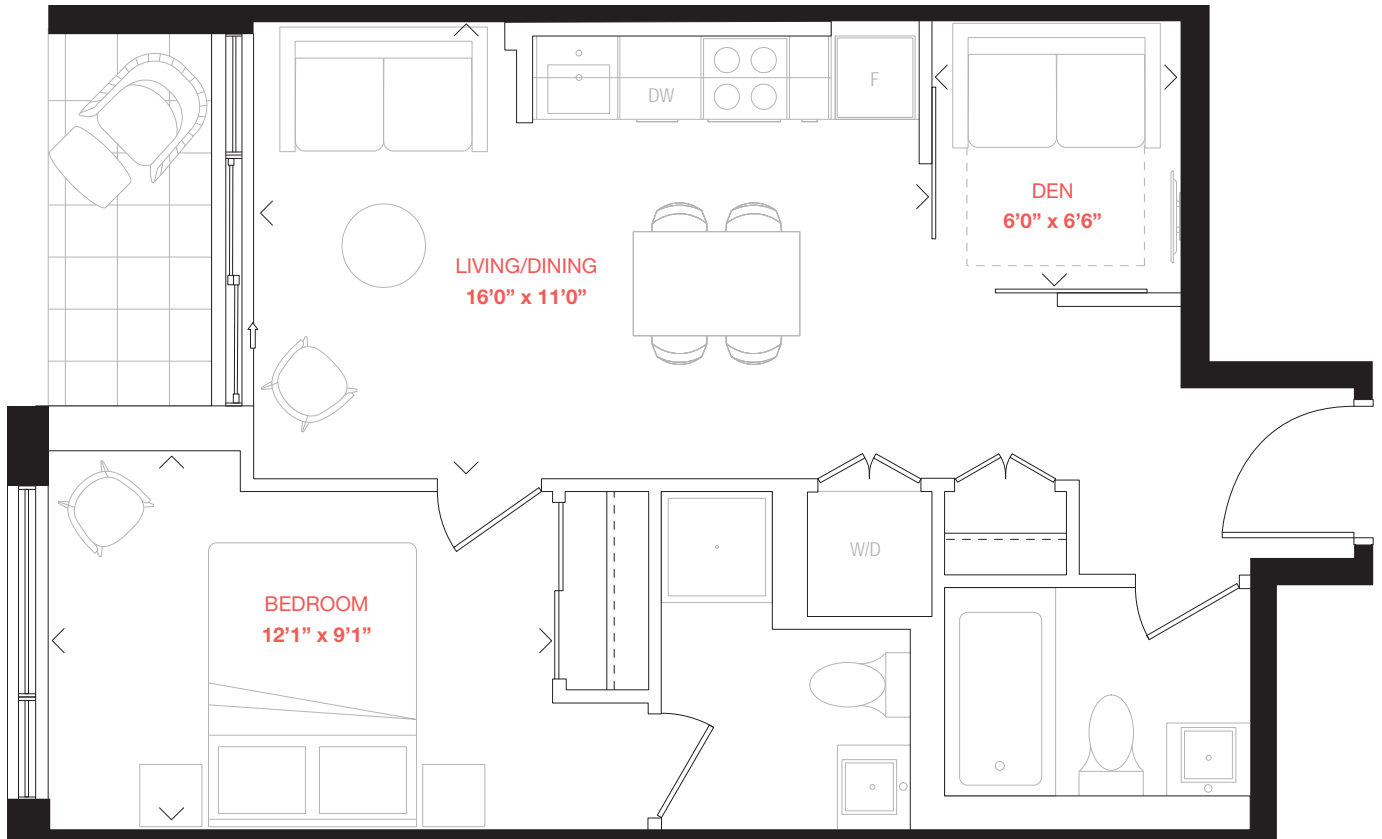 DW
F
DEN
6’0” x 6’6”
LIVING/DINING
16’0” x 11’0”
W/D
BEDROOM
12’1” x 9’1”